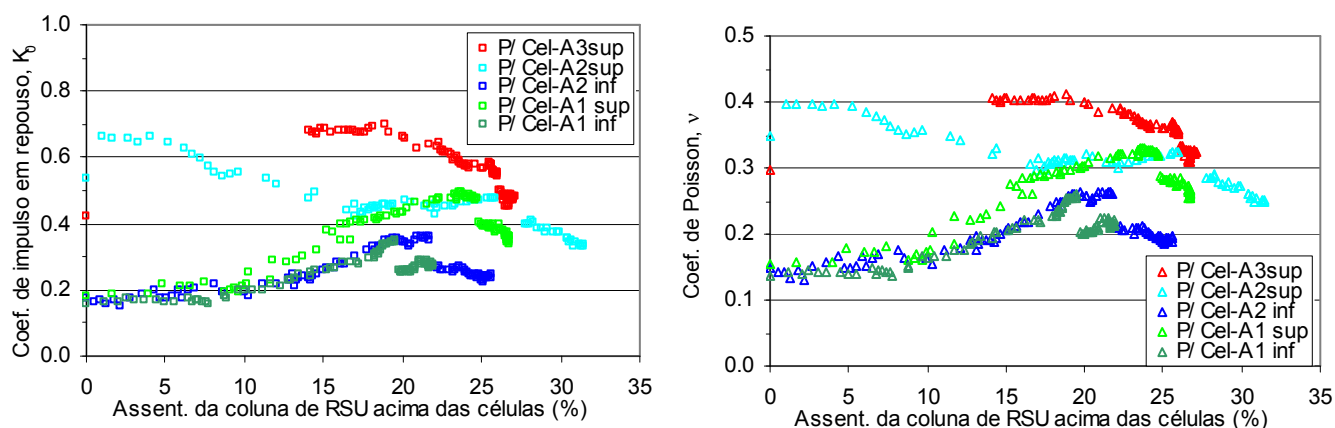 Coef. de impulso em repouso, K0
1.0
0.8
0.6
0.4
0.2
0.0
P/ Cel-A3sup
P/ Cel-A2sup
P/ Cel-A2 inf
P/ Cel-A1 sup
P/ Cel-A1 inf
0 5 10 15 20 25 30 35
Assent. da coluna de RSU acima das células (%)
Coef. de Poisson, ν
0.5
0.4
0.3
0.2
0.1
0.0
P/ Cel-A3sup
P/ Cel-A2sup
P/ Cel-A2 inf
P/ Cel-A1 sup
P/ Cel-A1 inf
0 5 10 15 20 25 30 35
Assent. da coluna de RSU acima das células (%)